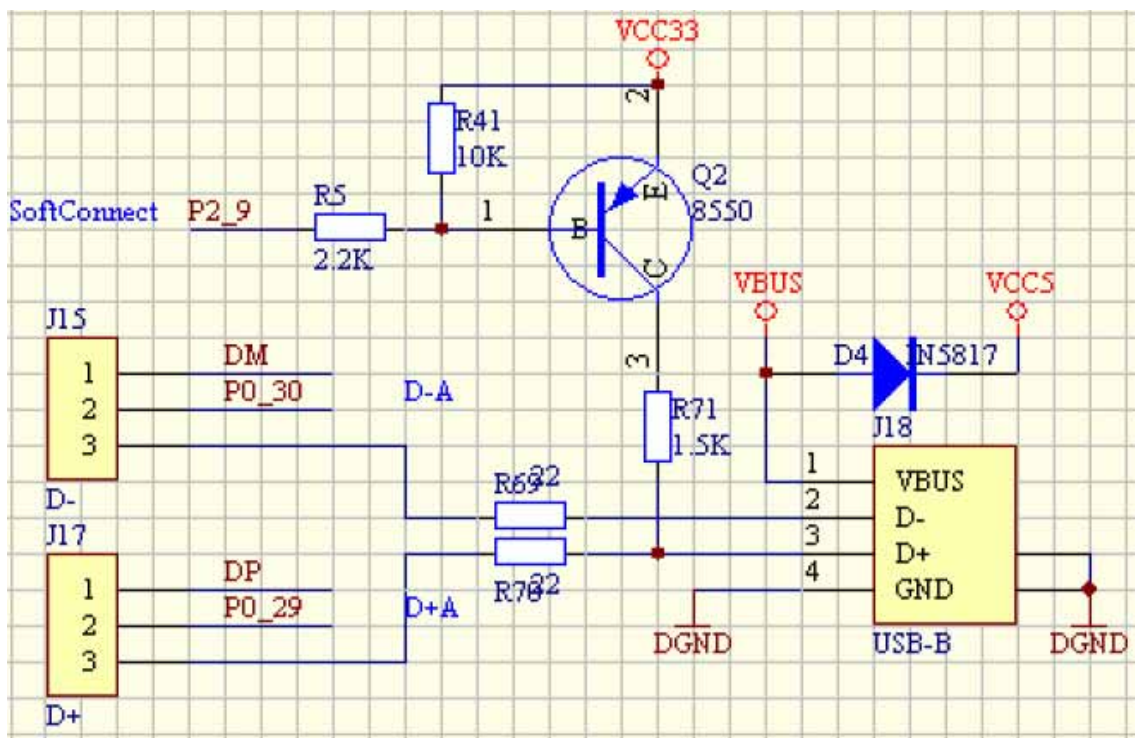 VCC33
2
R41
10K
Q2
8550
E
B
C
SoftConnect P2_9
R5
2.2K
1
3
VBUS
VCC5
D4 IN5817
R71
1.5K
J15
1 DM
2 P0_30
3
D-A
D-
J17
1 DP
2 P0_29
3
D+A
D+
R69 22
R70 22
J18
1 VBUS
2 D-
3 D+
4 GND
USB-B
DGND
DGND